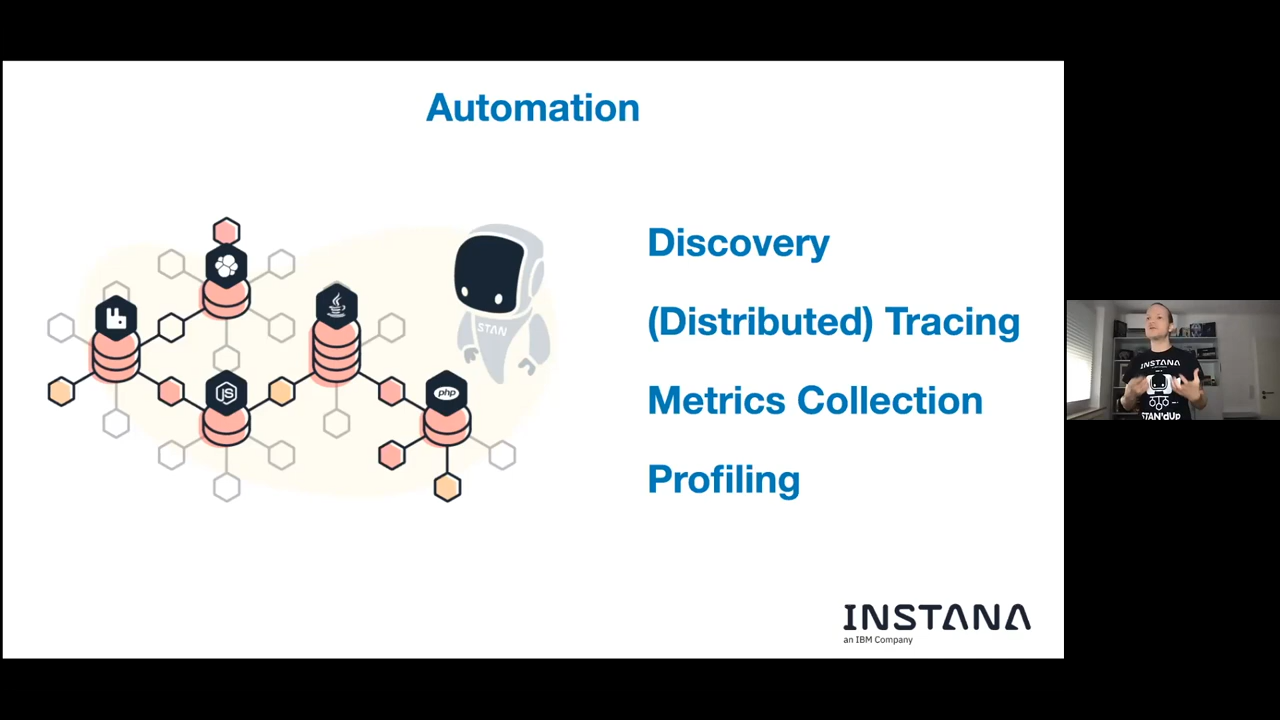 Automation
Discovery
(Distributed) Tracing
Metrics Collection
Profiling
STAN
JS
php
INSTANA
an IBM Company
INSTANA
STAN'dUP